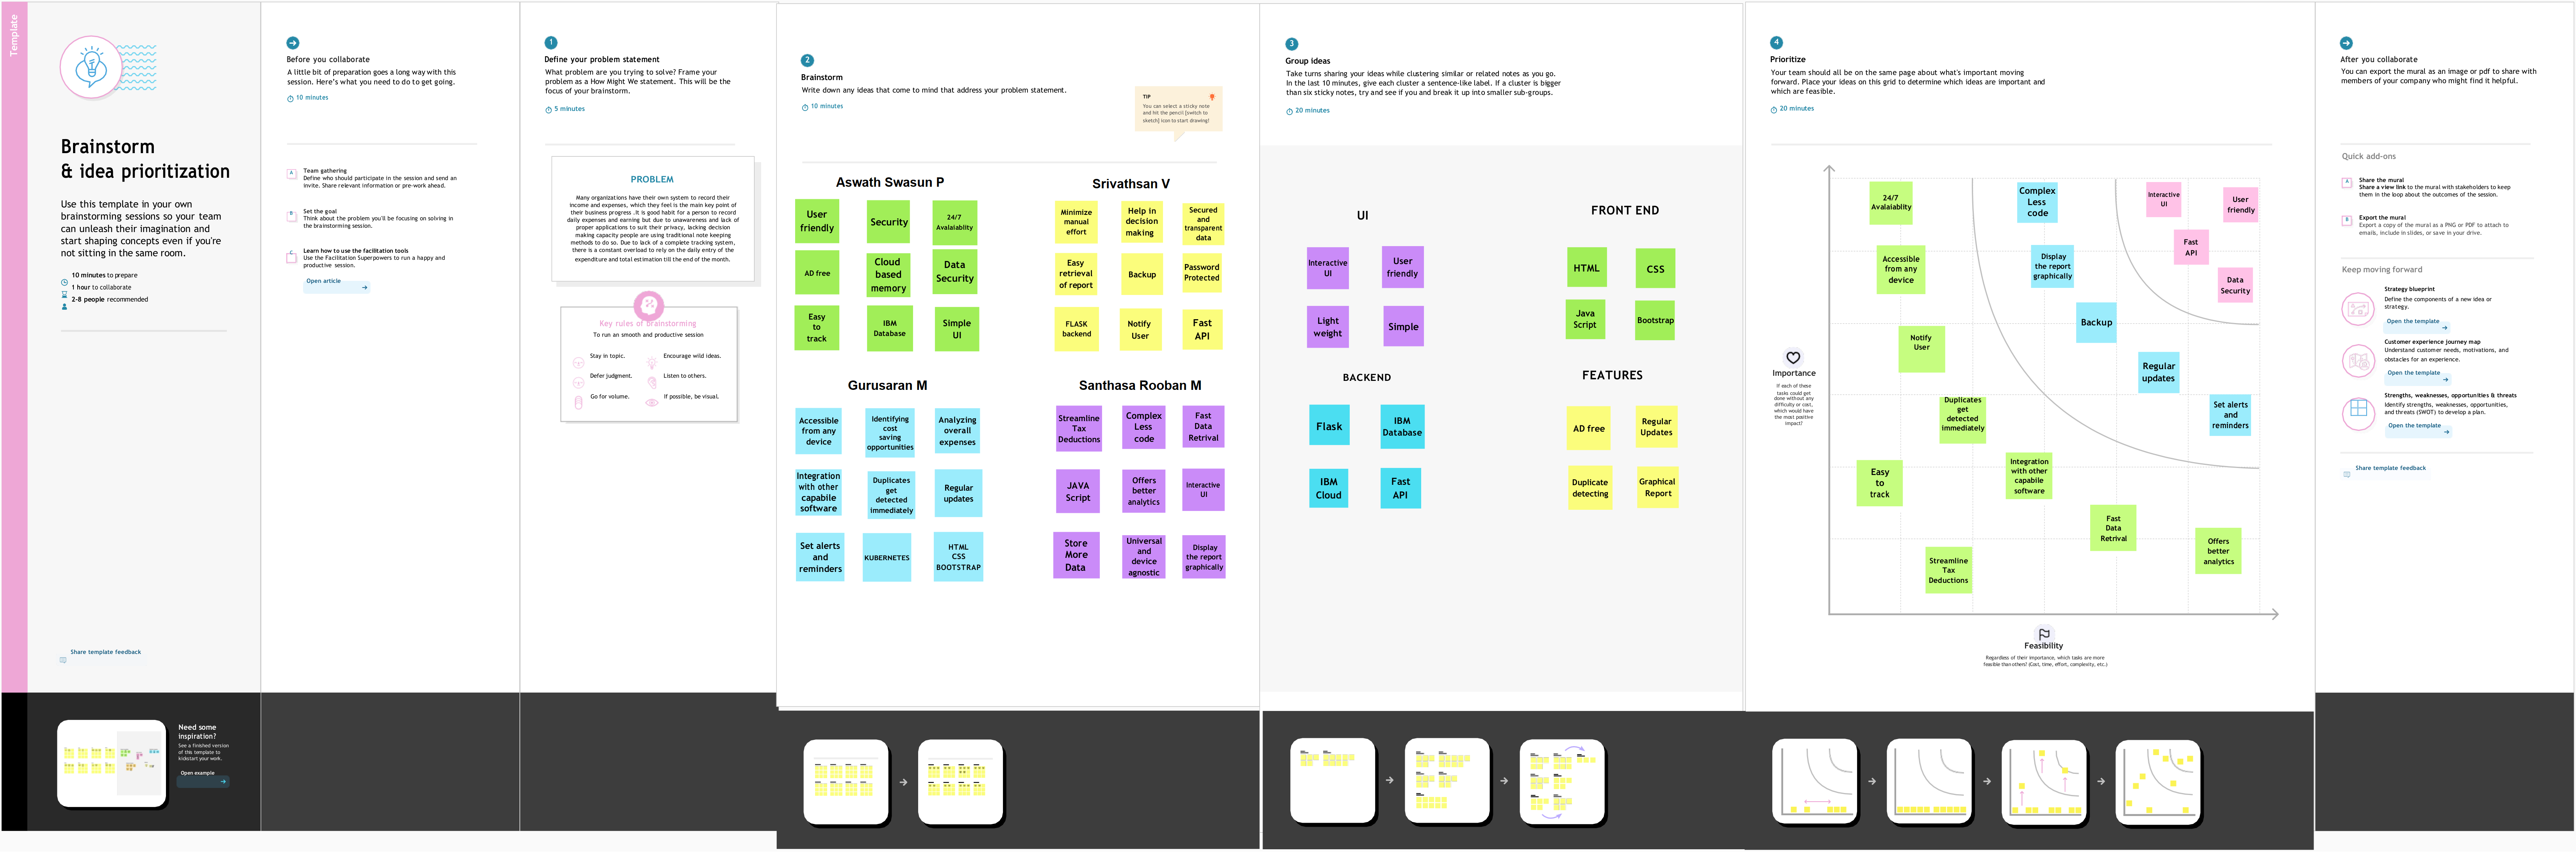 Template
Brainstorm
& idea prioritization
Use this template in your own
brainstorming sessions so your team
can unleash their imagination and
start shaping concepts even if you're
not sitting in the same room.
10 minutes to prepare
1 hour to collaborate
2-8 people recommended
Share template feedback
Need some
inspiration?
See a finished version
of this template to
kickstart your work.
Open example
Before you collaborate
A little bit of preparation goes a long way with this
session. Here's what you need to do to get going.
10 minutes
A
Team gathering
Define who should participate in the session and send an
invite. Share relevant information or pre-work ahead.
B
Set the goal
Think about the problem you'll be focusing on solving in
the brainstorming session.
C
Learn how to use the facilitation tools
Use the Facilitation Superpowers to run a happy and
productive session.
Open article
1
Define your problem statement
What problem are you trying to solve? Frame your
problem as a How Might We statement. This will be the
focus of your brainstorm.
5 minutes
PROBLEM
Many organizations have their own system to record their
income and expenses, which they feel is the main key point of
their business progress .It is good habit for a person to record
daily expenses and earning but due to unawareness and lack of
proper applications to suit their privacy, lacking decision
making capacity people are using traditional note keeping
methods to do so. Due to lack of a complete tracking system,
there is a constant overload to rely on the daily entry of the
expenditure and total estimation till the end of the month.
Key rules of brainstorming
To run an smooth and productive session
Stay in topic.
Encourage wild ideas.
Defer judgment.
Listen to others.
Go for volume.
If possible, be visual.
2
Brainstorm
Write down any ideas that come to mind that address your problem statement.
10 minutes
TIP
You can select a sticky note
and hit the pencil [switch to
sketch] icon to start drawing!
Aswath Swasun P
User
friendly
Security
24/7
Avalaiablity
AD free
Cloud
based
memory
Data
Security
Easy
to
track
IBM
Database
Simple
UI
Srivathsan V
Minimize
manual
effort
Help in
decision
making
Secured
and
transparent
data
Easy
retrieval
of report
Backup
Password
Protected
FLASK
backend
Notify
User
Fast
API
Gurusaran M
Accessible
from any
device
Identifying
cost
saving
opportunities
Analyzing
overall
expenses
Integration
with other
capabile
software
Duplicates
get
detected
immediately
Regular
updates
Set alerts
and
reminders
KUBERNETES
HTML
CSS
BOOTSTRAP
Santhasa Rooban M
Streamline
Tax
Deductions
Complex
Less
code
Fast
Data
Retrival
JAVA
Script
Offers
better
analytics
Interactive
UI
Store
More
Data
Universal
and
device
agnostic
Display
the report
graphically
3
Group ideas
Take turns sharing your ideas while clustering similar or related notes as you go.
In the last 10 minutes, give each cluster a sentence-like label. If a cluster is bigger
than six sticky notes, try and see if you and break it up into smaller sub-groups.
20 minutes
UI
Interactive
UI
User
friendly
Light
weight
Simple
FRONT END
HTML
CSS
Java
Script
Bootstrap
BACKEND
Flask
IBM
Database
IBM
Cloud
Fast
API
FEATURES
AD free
Regular
Updates
Duplicate
detecting
Graphical
Report
4
Prioritize
Your team should all be on the same page about what's important moving
forward. Place your ideas on this grid to determine which ideas are important and
which are feasible.
20 minutes
Importance
If each of these
tasks could get
done without any
difficulty or cost,
which would have
the most positive
impact?
24/7
Avalaiablity
Complex
Less
code
Interactive
UI
User
friendly
Fast
API
Accessible
from any
device
Display
the report
graphically
Data
Security
Backup
Notify
User
Regular
updates
Duplicates
get
detected
immediately
Set alerts
and
reminders
Easy
to
track
Integration
with other
capabile
software
Fast
Data
Retrival
Offers
better
analytics
Streamline
Tax
Deductions
Feasibility
Regardless of their importance, which tasks are more
feasible than others? (Cost, time, effort, complexity, etc.)
After you collaborate
You can export the mural as an image or pdf to share with
members of your company who might find it helpful.
Quick add-ons
A
Share the mural
Share a view link to the mural with stakeholders to keep
them in the loop about the outcomes of the session.
B
Export the mural
Export a copy of the mural as a PNG or PDF to attach to
emails, include in slides, or save in your drive.
Keep moving forward
Strategy blueprint
Define the components of a new idea or
strategy.
Open the template
Customer experience journey map
Understand customer needs, motivations, and
obstacles for an experience.
Open the template
Strengths, weaknesses, opportunities & threats
Identify strengths, weaknesses, opportunities,
and threats (SWOT) to develop a plan.
Open the template
Share template feedback